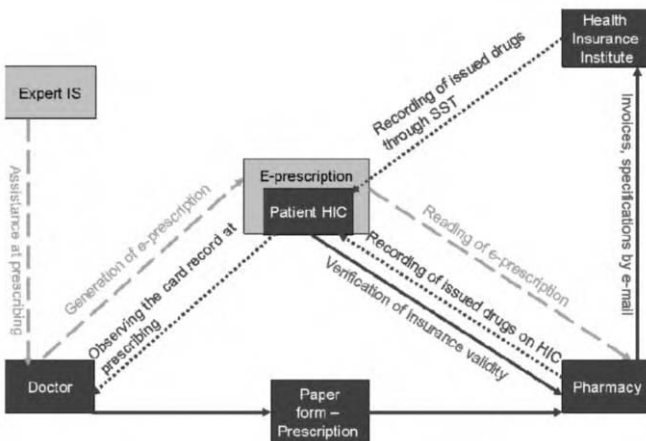 Health
Insurance
Institute
Expert IS
Recording of issued drugs
through SST
Invoices, specifications by e-mail
Assistance at prescribing
E-prescription
Patient HIC
Generation of e-prescription
Reading of e-prescription
Observing the card record at
prescribing
Recording of issued drugs on HIC
Verification of insurance validity
Doctor
Paper
form –
Prescription
Pharmacy